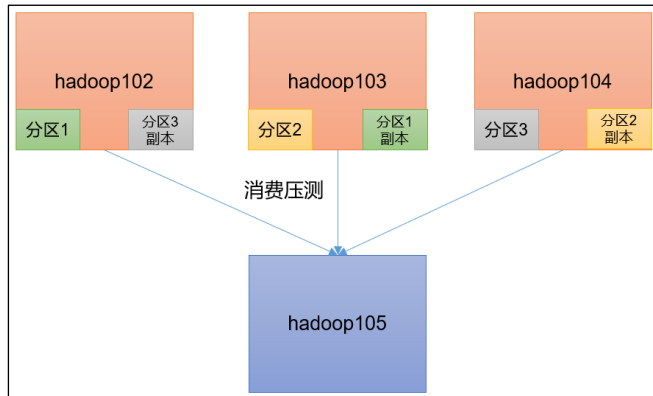 hadoop102
hadoop103
hadoop104
分区1
分区3
副本
分区2
分区1
副本
分区3
分区2
副本
消费压测
hadoop105